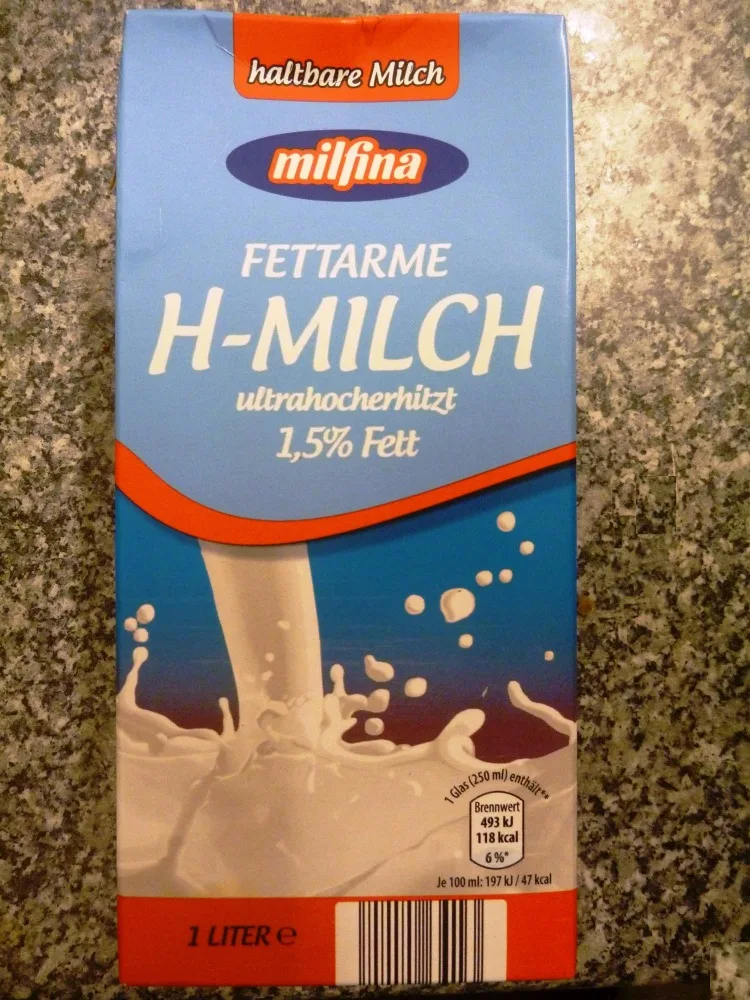 haltbare Milch
milfina
FETTARME
H-MILCH
ultrahocherhitzt
1,5% Fett
1 Glas (250 ml) enthält**
Brennwert
493 kJ
118 kcal
6 %*
Je 100 ml: 197 kJ / 47 kcal
1 LITER e